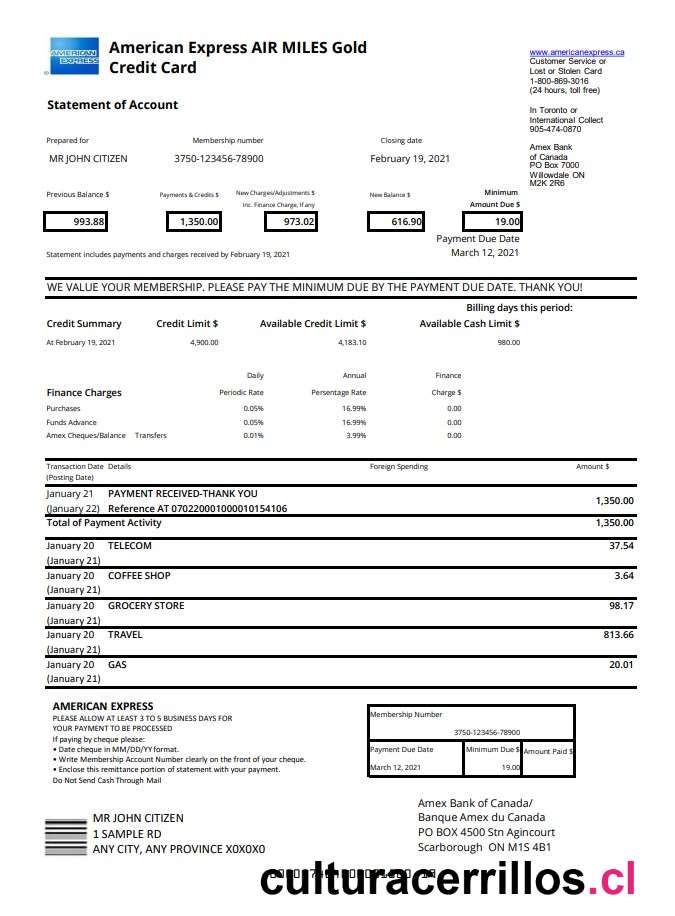 AMERICAN EXPRESS
American Express AIR MILES Gold
Credit Card
www.americanexpress.ca
Customer Service or
Lost or Stolen Card
1-800-869-3016
(24 hours, toll free)
In Toronto or
International Collect
905-474-0870
Amex Bank
of Canada
PO Box 7000
Willowdale ON
M2K 2R6
Statement of Account
Prepared for Membership number Closing date
MR JOHN CITIZEN 3750-123456-78900 February 19, 2021
Previous Balance $ Payments & Credits $ New Charges/Adjustments $ New Balance $ Minimum
Inc. Finance Charge, If any Amount Due $
993.88 1,350.00 973.02 616.90 19.00
Payment Due Date
Statement includes payments and charges received by February 19, 2021 March 12, 2021
WE VALUE YOUR MEMBERSHIP. PLEASE PAY THE MINIMUM DUE BY THE PAYMENT DUE DATE. THANK YOU!
Billing days this period:
Credit Summary Credit Limit $ Available Credit Limit $ Available Cash Limit $
At February 19, 2021 4,900.00 4,183.10 980.00
Daily Annual Finance
Finance Charges Periodic Rate Persentage Rate Charge $
Purchases 0.05% 16.99% 0.00
Funds Advance 0.05% 16.99% 0.00
Amex Cheques/Balance Transfers 0.01% 3.99% 0.00
Transaction Date Details Foreign Spending Amount $
(Posting Date)
January 21 PAYMENT RECEIVED-THANK YOU 1,350.00
(January 22) Reference AT 070220001000010154106
Total of Payment Activity 1,350.00
January 20 TELECOM 37.54
(January 21)
January 20 COFFEE SHOP 3.64
(January 21)
January 20 GROCERY STORE 98.17
(January 21)
January 20 TRAVEL 813.66
(January 21)
January 20 GAS 20.01
(January 21)
AMERICAN EXPRESS
PLEASE ALLOW AT LEAST 3 TO 5 BUSINESS DAYS FOR
YOUR PAYMENT TO BE PROCESSED
If paying by cheque please:
• Date cheque in MM/DD/YY format.
• Write Membership Account Number clearly on the front of your cheque.
• Enclose this remittance portion of statement with your payment.
Do Not Send Cash Through Mail
Membership Number
3750-123456-78900
Payment Due Date Minimum Due $ Amount Paid $
March 12, 2021 19.00
MR JOHN CITIZEN
1 SAMPLE RD
ANY CITY, ANY PROVINCE X0X0X0
Amex Bank of Canada/
Banque Amex du Canada
PO BOX 4500 Stn Agincourt
Scarborough ON M1S 4B1
culturacerrillos.cl